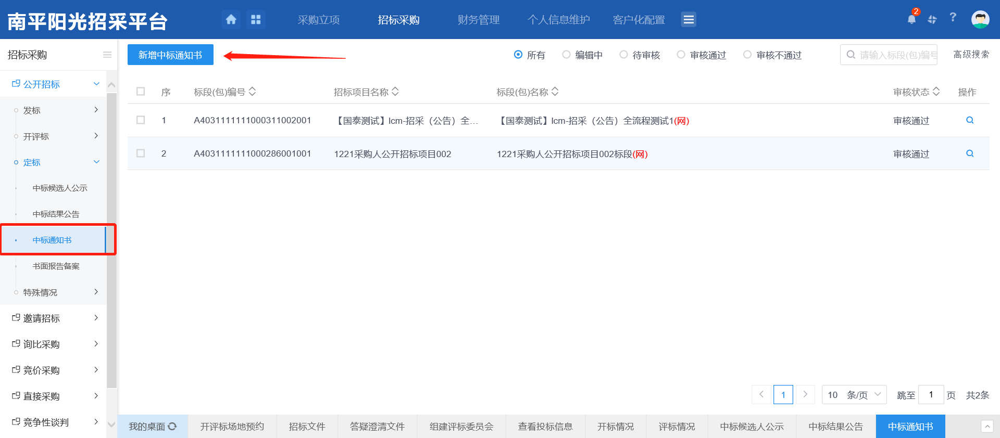 南平阳光招采平台
采购立项 招标采购 财务管理 个人信息维护 客户化配置
2
?
招标采购
新增中标通知书
所有 编辑中 待审核 审核通过 审核不通过
请输入标段(包)编号
高级搜索
公开招标
发标
开评标
定标
中标候选人公示
中标结果公告
中标通知书
书面报告备案
特殊情况
邀请招标
询比采购
竞价采购
直接采购
竞争性谈判
序 标段(包)编号 招标项目名称 标段(包)名称 审核状态 操作
1 A4031111111000311002001 【国泰测试】lcm-招采（公告）全... 【国泰测试】lcm-招采（公告）全流程测试1(网) 审核通过
2 A4031111111000286001001 1221采购人公开招标项目002 1221采购人公开招标项目002标段(网) 审核通过
1 10 条/页 跳至 1 页 共2条
我的桌面 开评标场地预约 招标文件 答疑澄清文件 组建评标委员会 查看投标信息 开标情况 评标情况 中标候选人公示 中标结果公告 中标通知书